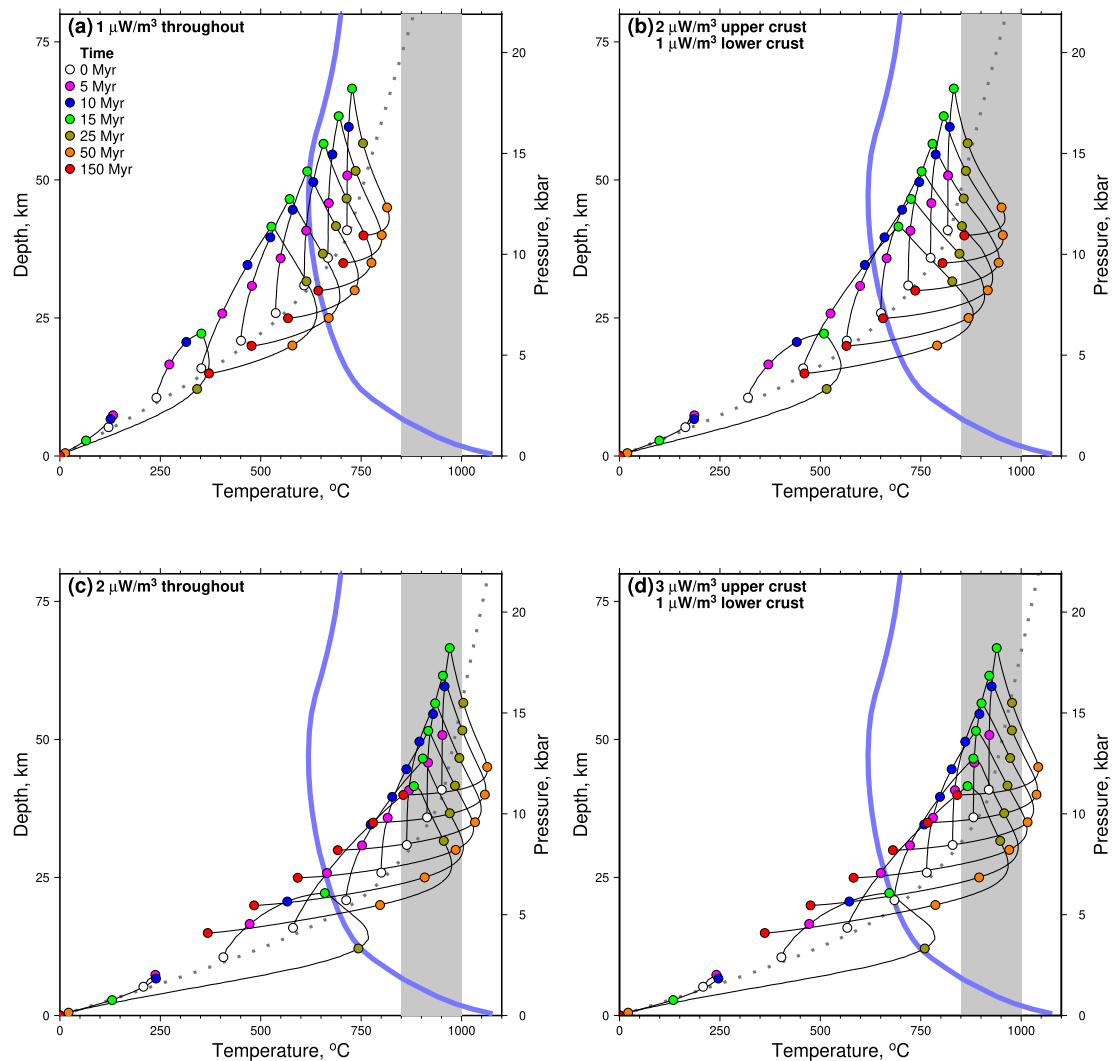 (a) 1 μW/m³ throughout
Time
0 Myr
5 Myr
10 Myr
15 Myr
25 Myr
50 Myr
150 Myr
75
50
25
0
Depth, km
20
15
10
5
0
Pressure, kbar
0 250 500 750 1000
Temperature, ºC
(b) 2 μW/m³ upper crust
1 μW/m³ lower crust
75
50
25
0
Depth, km
20
15
10
5
0
Pressure, kbar
0 250 500 750 1000
Temperature, ºC
(c) 2 μW/m³ throughout
75
50
25
0
Depth, km
20
15
10
5
0
Pressure, kbar
0 250 500 750 1000
Temperature, ºC
(d) 3 μW/m³ upper crust
1 μW/m³ lower crust
75
50
25
0
Depth, km
20
15
10
5
0
Pressure, kbar
0 250 500 750 1000
Temperature, ºC